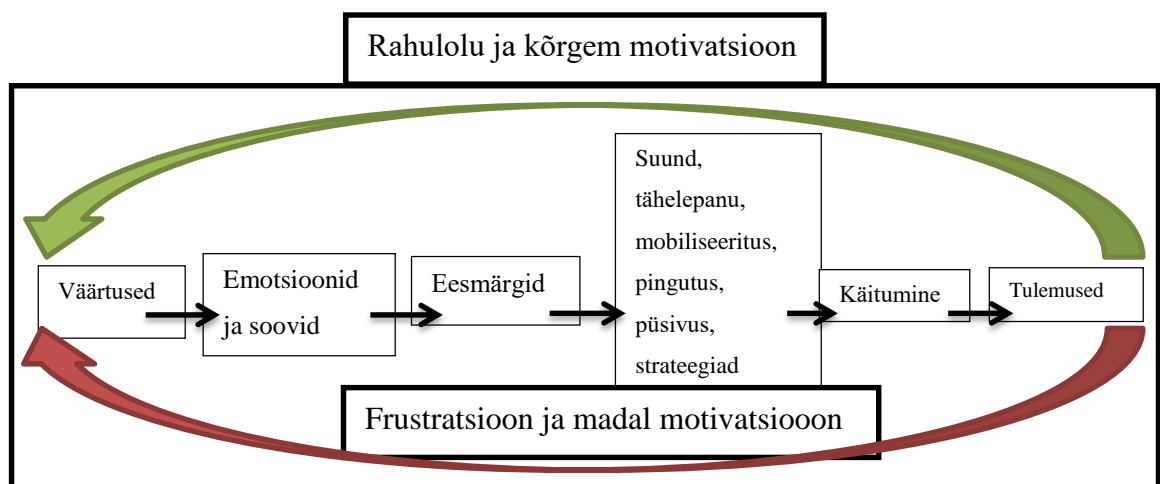 Rahulolu ja kõrgem motivatsioon
Väärtused
Emotsioonid
ja soovid
Eesmärgid
Suund,
tähelepanu,
mobiliseeritus,
pingutus,
püsivus,
strateegiad
Käitumine
Tulemused
Frustratsioon ja madal motivatsiooon